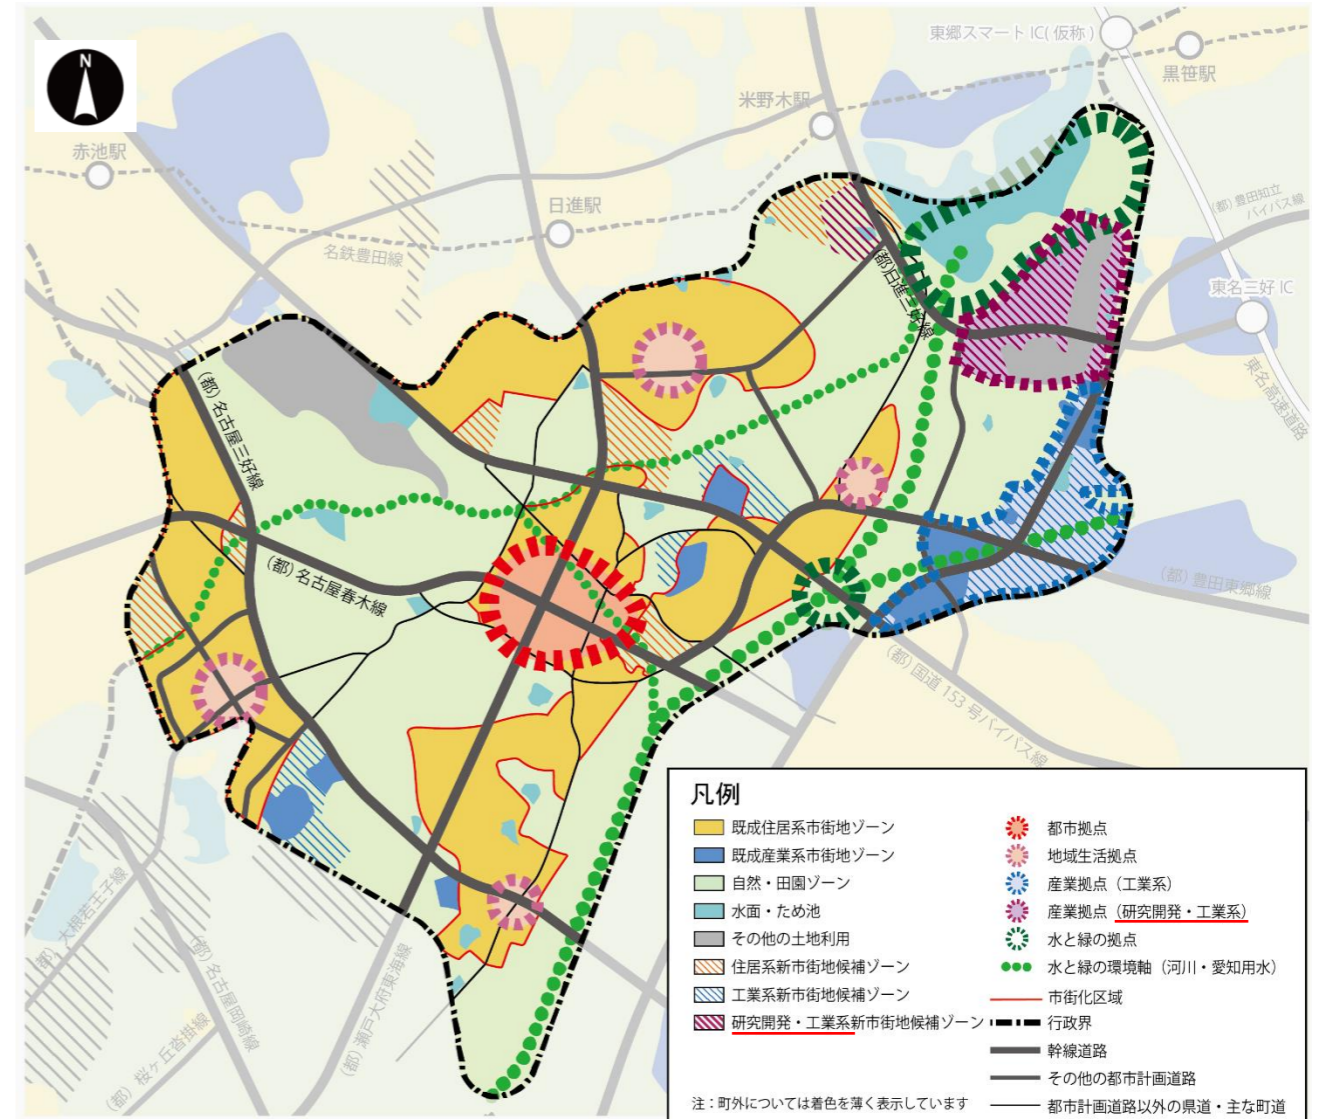 N
東郷スマートIC(仮称)
黒笹駅
米野木駅
赤池駅
日進駅
名鉄豊田線
(都)豊田知立
バイパス線
東名三好IC
東名高速道路
(都)日進三好線
(都)名古屋三好線
(都)名古屋春木線
(都)豊田東郷線
(都)国道153号バイパス線
(都)大根若王子線
(都)名古屋岡崎線
(都)桜ヶ丘沓掛線
(都)瀬戸大府東海線
凡例
既成住居系市街地ゾーン
既成産業系市街地ゾーン
自然・田園ゾーン
水面・ため池
その他の土地利用
住居系新市街地候補ゾーン
工業系新市街地候補ゾーン
研究開発・工業系新市街地候補ゾーン
注:町外については着色を薄く表示しています
都市拠点
地域生活拠点
産業拠点(工業系)
産業拠点(研究開発・工業系)
水と緑の拠点
水と緑の環境軸(河川・愛知用水)
市街化区域
行政界
幹線道路
その他の都市計画道路
都市計画道路以外の県道・主な町道